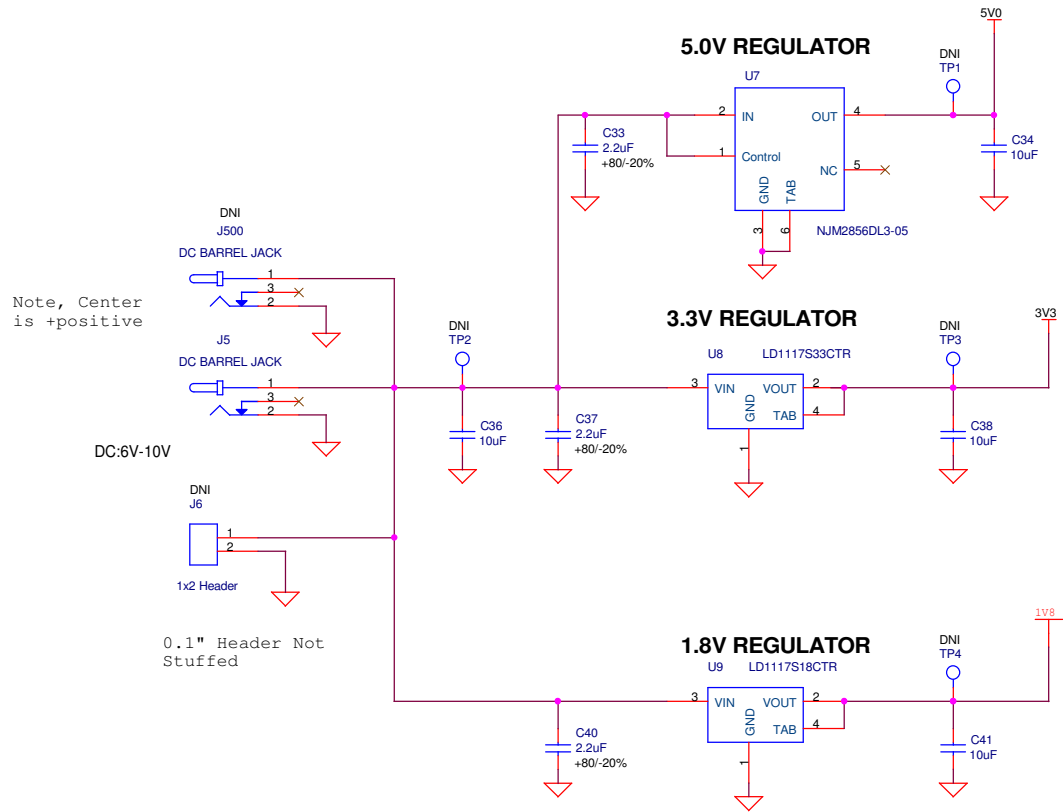 5V0
5.0V REGULATOR
DNI
TP1
U7
2
IN
OUT
4
C33
2.2uF
+80/-20%
1
Control
C34
10uF
NC
5
GND
TAB
3
6
NJM2856DL3-05
DNI
J500
DC BARREL JACK
1
3
2
Note, Center
is +positive
J5
DC BARREL JACK
1
3
2
DC:6V-10V
DNI
TP2
3.3V REGULATOR
U8
LD1117S33CTR
DNI
TP3
3V3
3
VIN
VOUT
2
TAB
4
GND
1
C36
10uF
C37
2.2uF
+80/-20%
C38
10uF
DNI
J6
1
2
1x2 Header
0.1" Header Not
Stuffed
1.8V REGULATOR
U9
LD1117S18CTR
DNI
TP4
1V8
3
VIN
VOUT
2
TAB
4
GND
1
C40
2.2uF
+80/-20%
C41
10uF